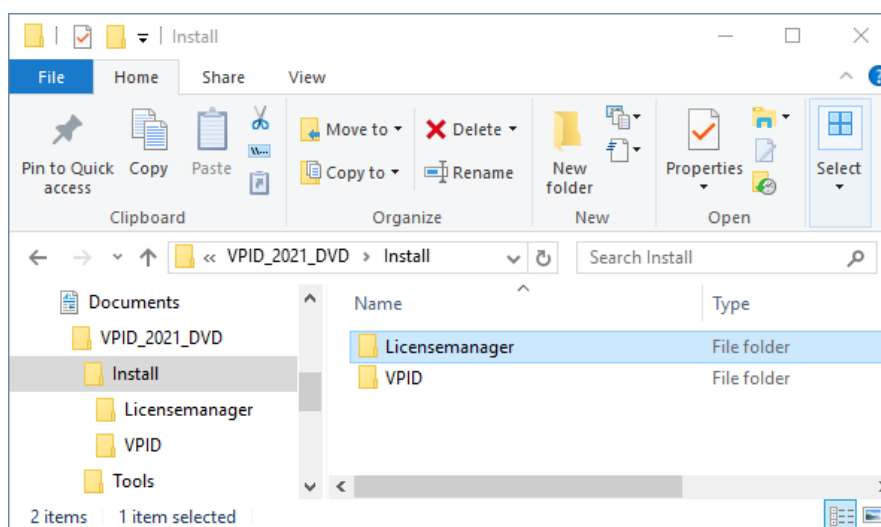 Install
File Home Share View
Pin to Quick access
Copy
Paste
Move to
Copy to
Delete
Rename
New folder
Properties
Select
Clipboard Organize New Open
« VPID_2021_DVD > Install
Search Install
Documents
VPID_2021_DVD
Install
Licensemanager
VPID
Tools
Name Type
Licensemanager File folder
VPID File folder
2 items 1 item selected